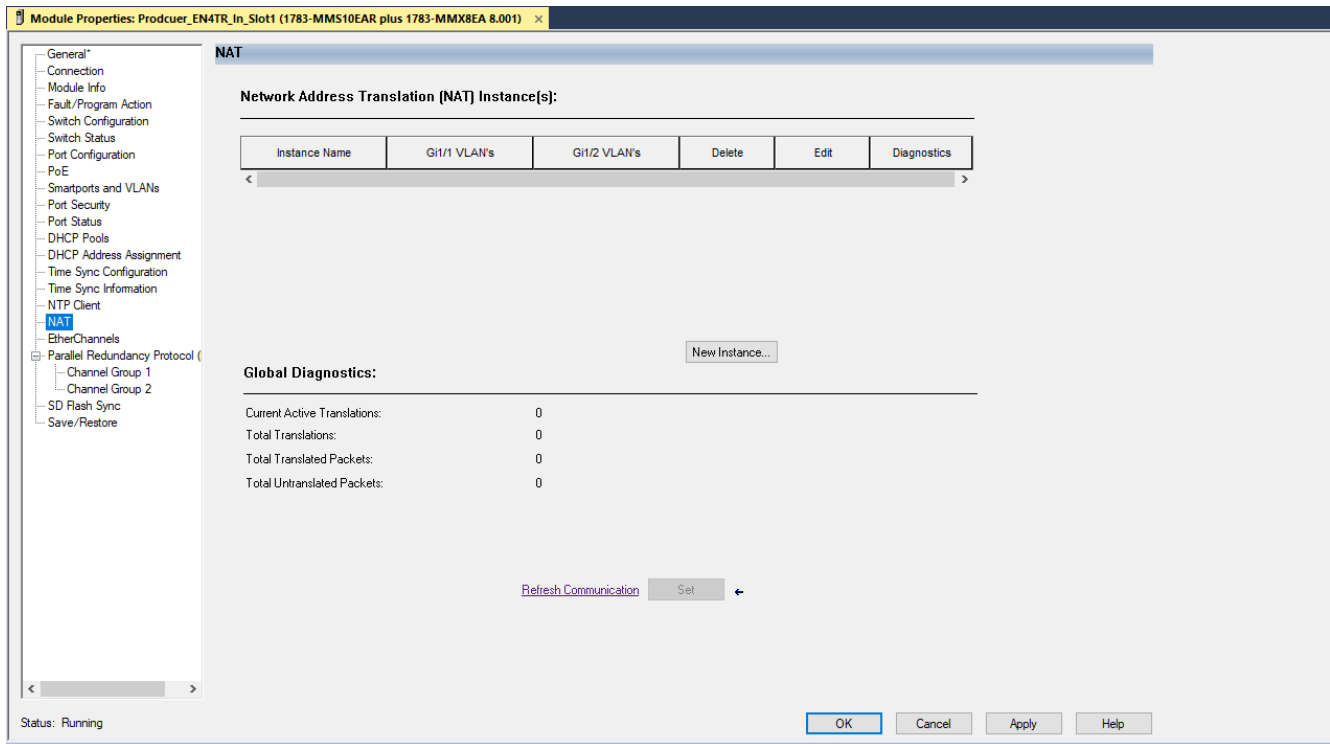 Module Properties: Prodcuer_EN4TR_In_Slot1 (1783-MMS10EAR plus 1783-MMX8EA 8.001) ×
General*
Connection
Module Info
Fault/Program Action
Switch Configuration
Switch Status
Port Configuration
PoE
Smartports and VLANs
Port Security
Port Status
DHCP Pools
DHCP Address Assignment
Time Sync Configuration
Time Sync Information
NTP Client
NAT
EtherChannels
Parallel Redundancy Protocol (
Channel Group 1
Channel Group 2
SD Flash Sync
Save/Restore
NAT
Network Address Translation (NAT) Instance(s):
Instance Name Gi1/1 VLAN's Gi1/2 VLAN's Delete Edit Diagnostics
New Instance...
Global Diagnostics:
Current Active Translations: 0
Total Translations: 0
Total Translated Packets: 0
Total Untranslated Packets: 0
Refresh Communication Set
Status: Running
OK Cancel Apply Help